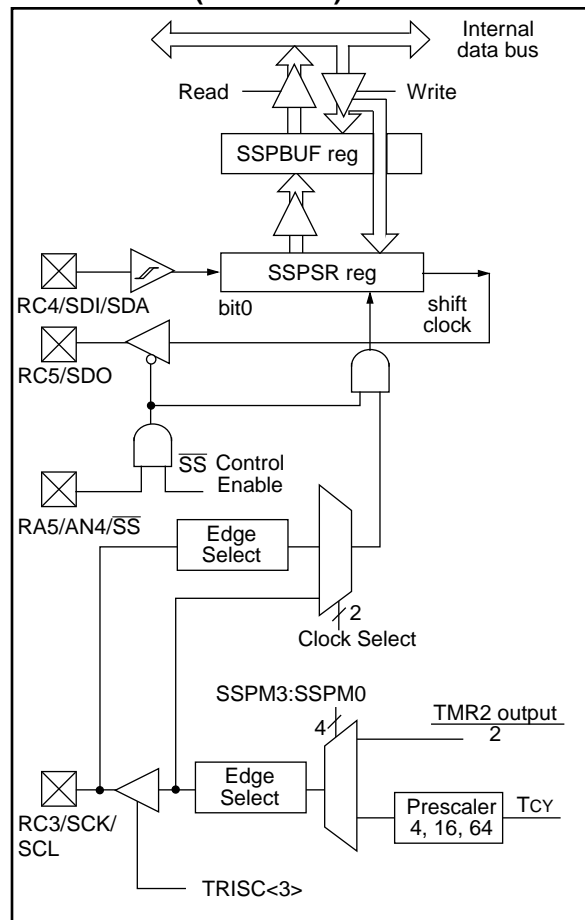 Internal
data bus
Read
Write
SSPBUF reg
SSPSR reg
RC4/SDI/SDA
bit0
shift
clock
RC5/SDO
SS Control
Enable
RA5/AN4/SS
Edge
Select
2
Clock Select
SSPM3:SSPM0
TMR2 output
4
2
Edge
Select
Prescaler
4, 16, 64
TCY
RC3/SCK/
SCL
TRISC<3>